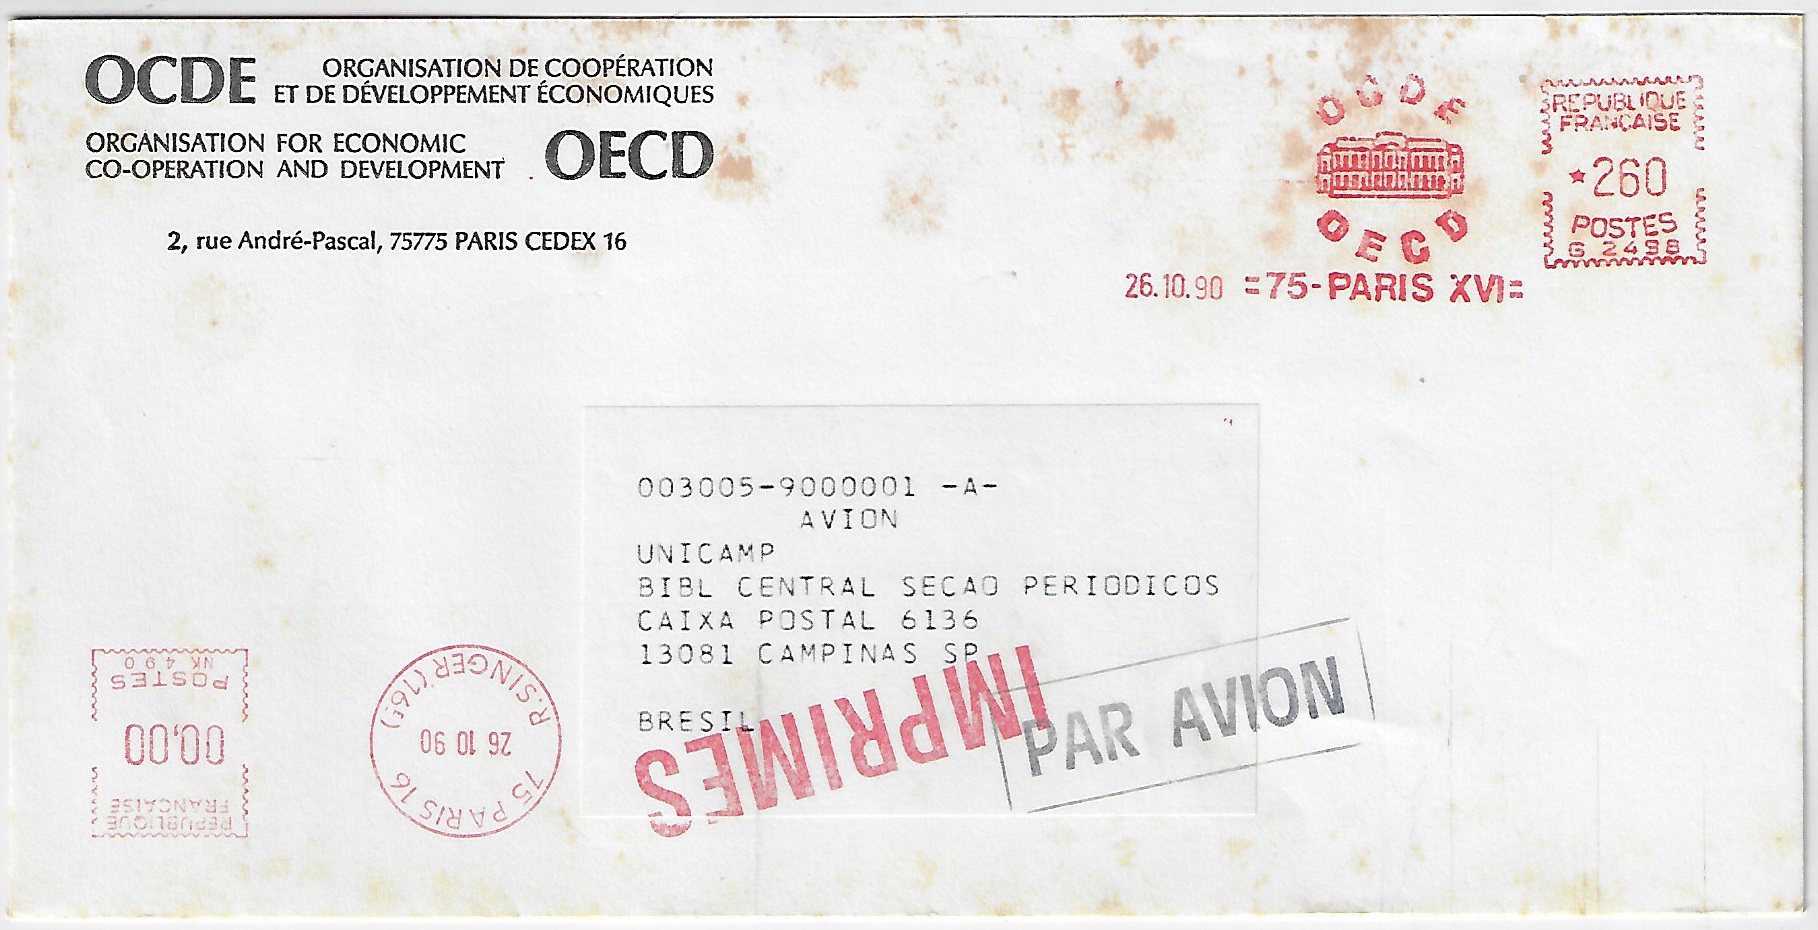 OCDE ORGANISATION DE COOPÉRATION
ET DE DÉVELOPPEMENT ÉCONOMIQUES
ORGANISATION FOR ECONOMIC
CO-OPERATION AND DEVELOPMENT OECD
2, rue André-Pascal, 75775 PARIS CEDEX 16
OCDE
OECD
26.10.90 =75-PARIS XVI=
REPUBLIQUE
FRANCAISE
*260
POSTES
G 2498
003005-9000001 -A-
AVION
UNICAMP
BIBL CENTRAL SECAO PERIODICOS
CAIXA POSTAL 6136
13081 CAMPINAS SP
BRESIL
IMPRIMES
PAR AVION
75 PARIS 16
26 10 90
R.SINGER (16E)
REPUBLIQUE
FRANCAISE
00,00
POSTES
NK 490